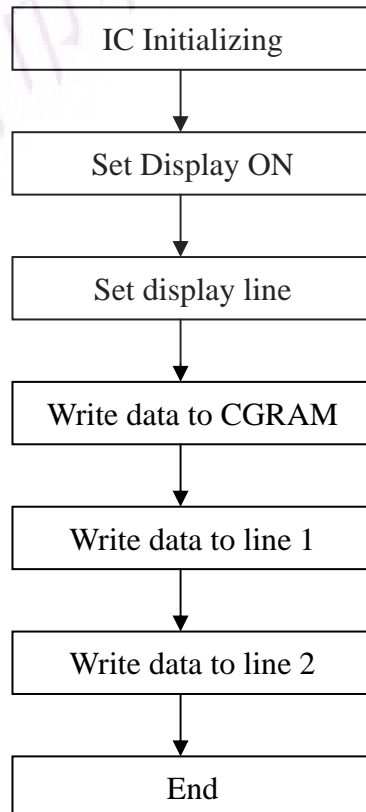 IC Initializing
Set Display ON
Set display line
Write data to CGRAM
Write data to line 1
Write data to line 2
End